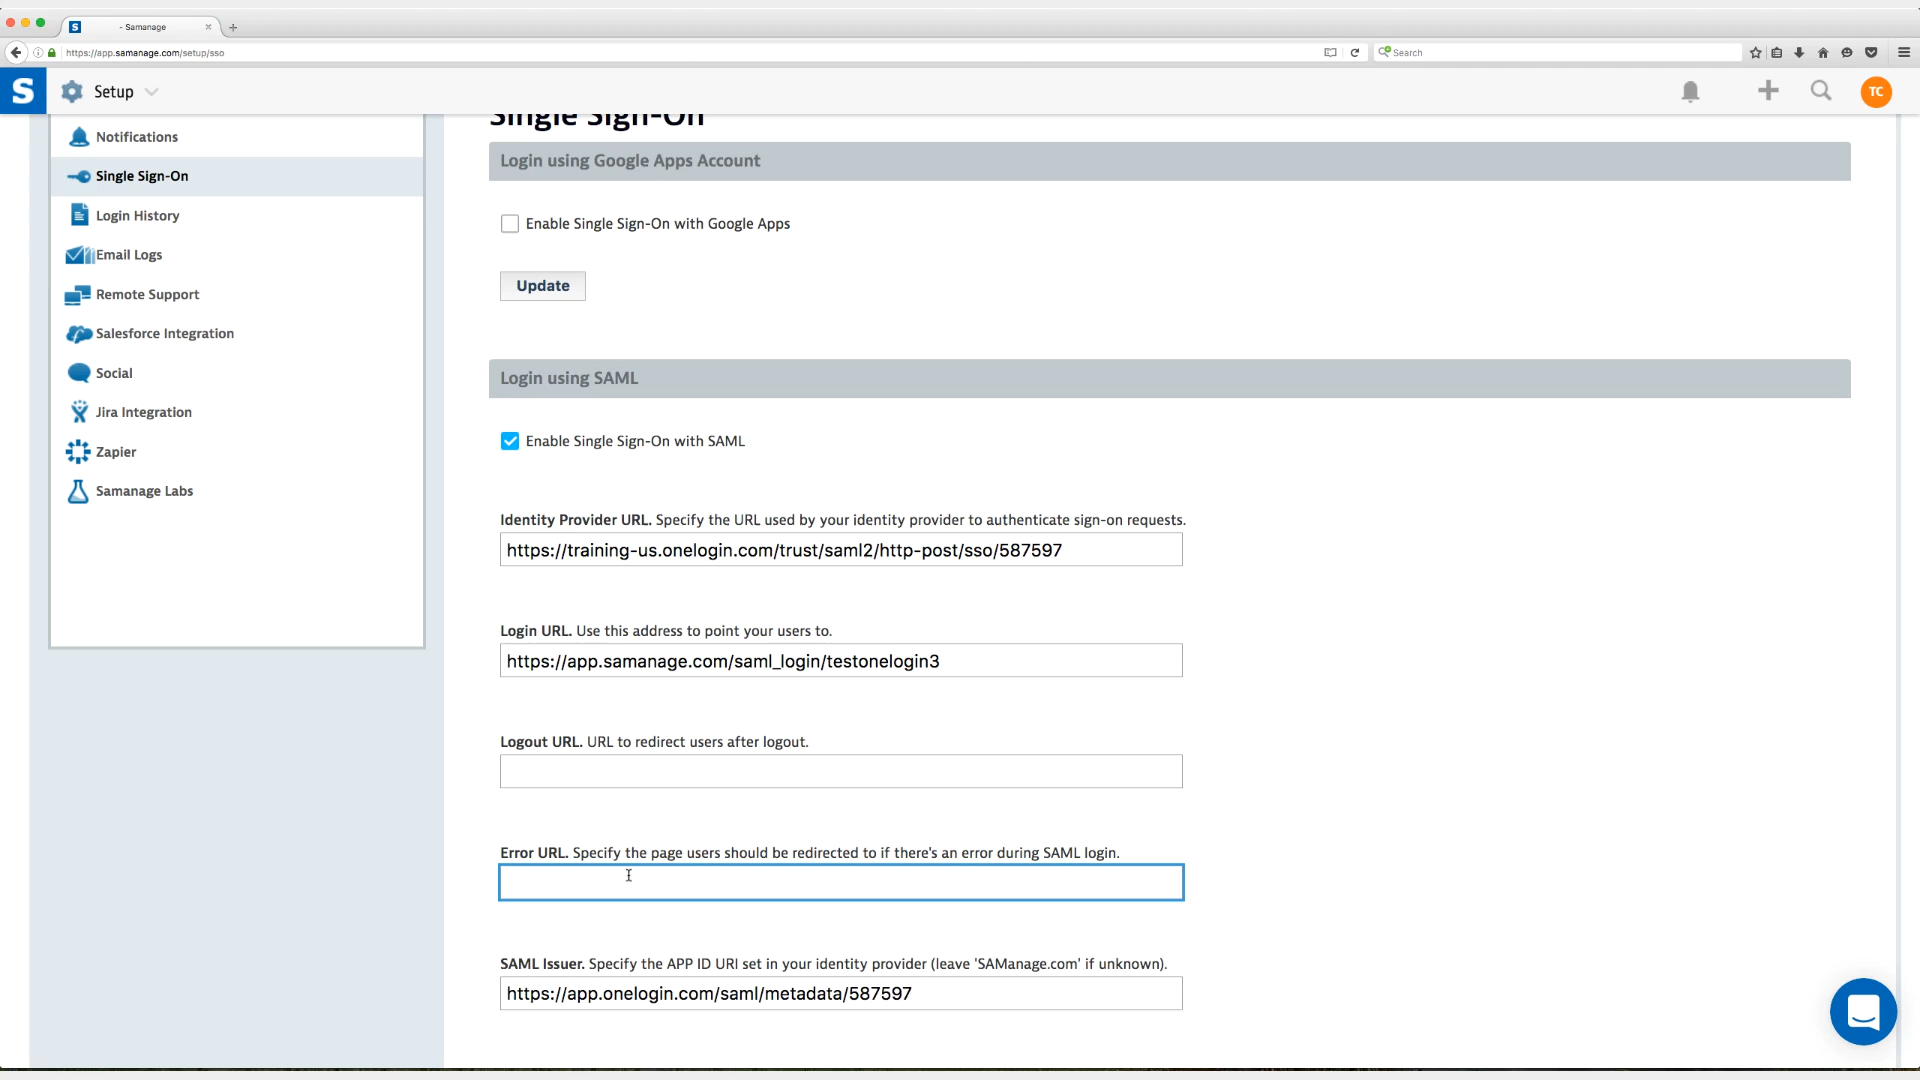 S
- Samanage
https://app.samanage.com/setup/sso
Search
S
Setup
TC
Notifications
Single Sign-On
Login History
Email Logs
Remote Support
Salesforce Integration
Social
Jira Integration
Zapier
Samanage Labs
Single Sign-On
Login using Google Apps Account
Enable Single Sign-On with Google Apps
Update
Login using SAML
Enable Single Sign-On with SAML
Identity Provider URL. Specify the URL used by your identity provider to authenticate sign-on requests.
https://training-us.onelogin.com/trust/saml2/http-post/sso/587597
Login URL. Use this address to point your users to.
https://app.samanage.com/saml_login/testonelogin3
Logout URL. URL to redirect users after logout.
Error URL. Specify the page users should be redirected to if there's an error during SAML login.
SAML Issuer. Specify the APP ID URI set in your identity provider (leave 'SAManage.com' if unknown).
https://app.onelogin.com/saml/metadata/587597